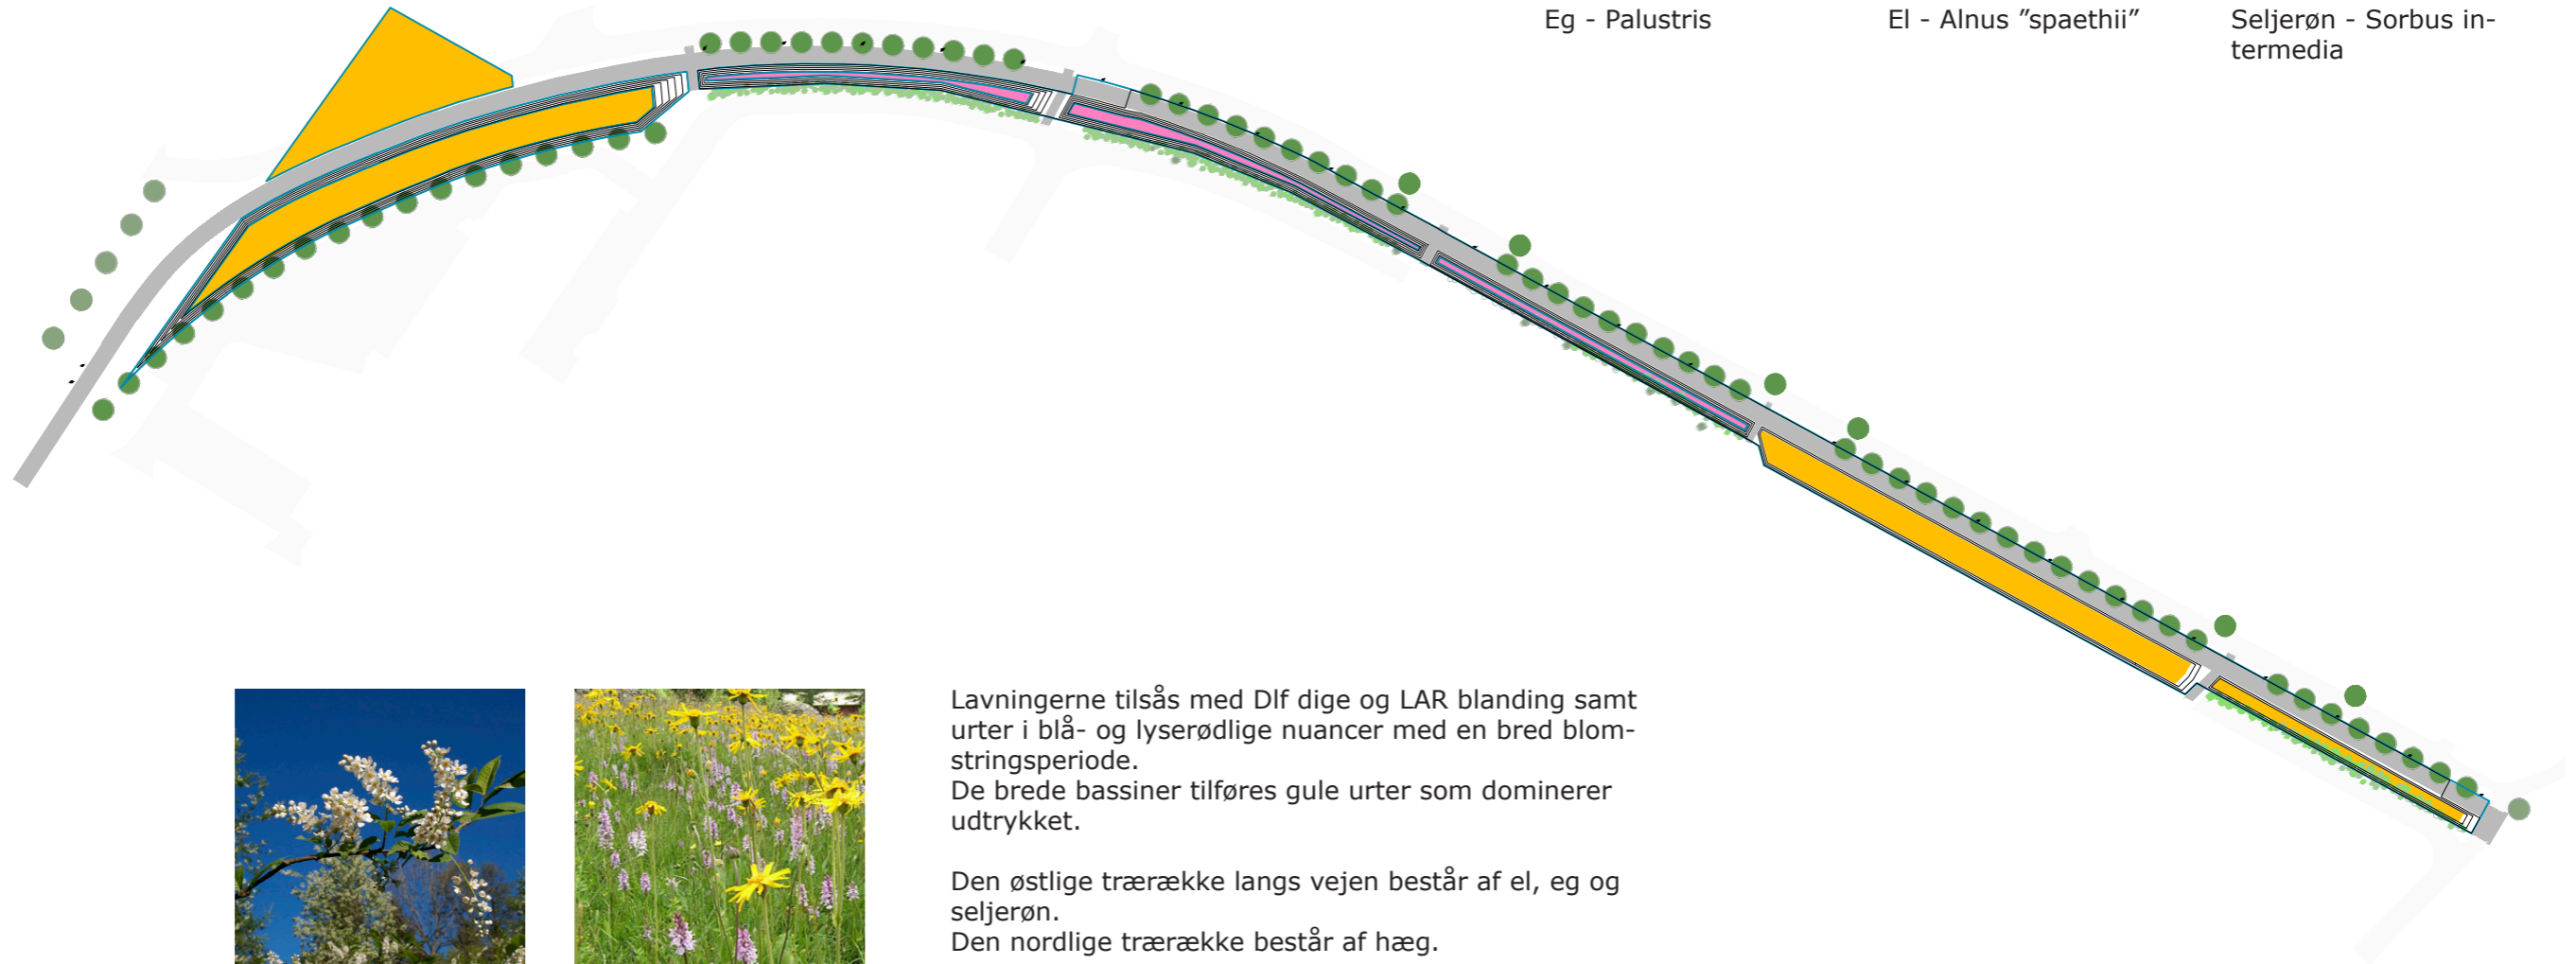 Eg - Palustris
El - Alnus ”spaethii”
Seljerøn - Sorbus in-
termedia
Lavningerne tilsås med Dlf dige og LAR blanding samt
urter i blå- og lyserødlige nuancer med en bred blom-
stringsperiode.
De brede bassiner tilføres gule urter som dominerer
udtrykket.
Den østlige trærække langs vejen består af el, eg og
seljerøn.
Den nordlige trærække består af hæg.